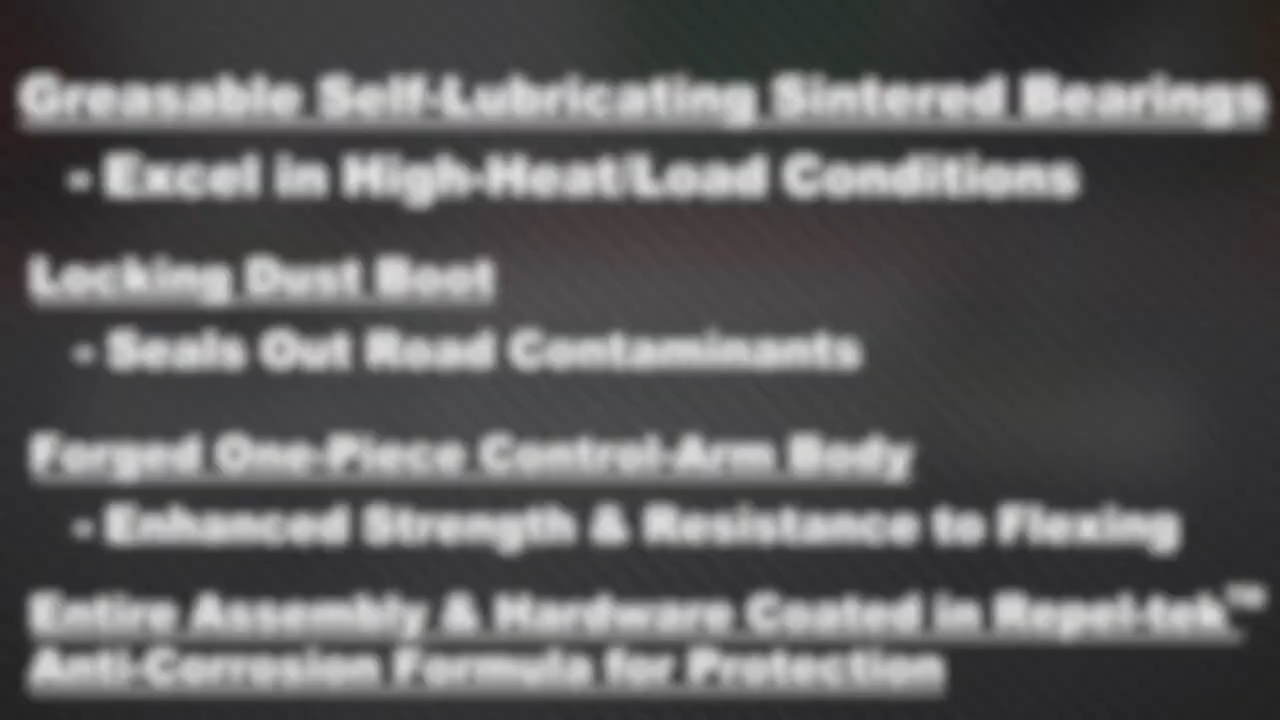 Greasable Self-Lubricating Sintered Bearings
- Excel in High-Heat/Load Conditions
Locking Dust Boot
- Seals Out Road Contaminants
Forged One-Piece Control-Arm Body
- Enhanced Strength & Resistance to Flexing
Entire Assembly & Hardware Coated in Repel-tek™
Anti-Corrosion Formula for Protection